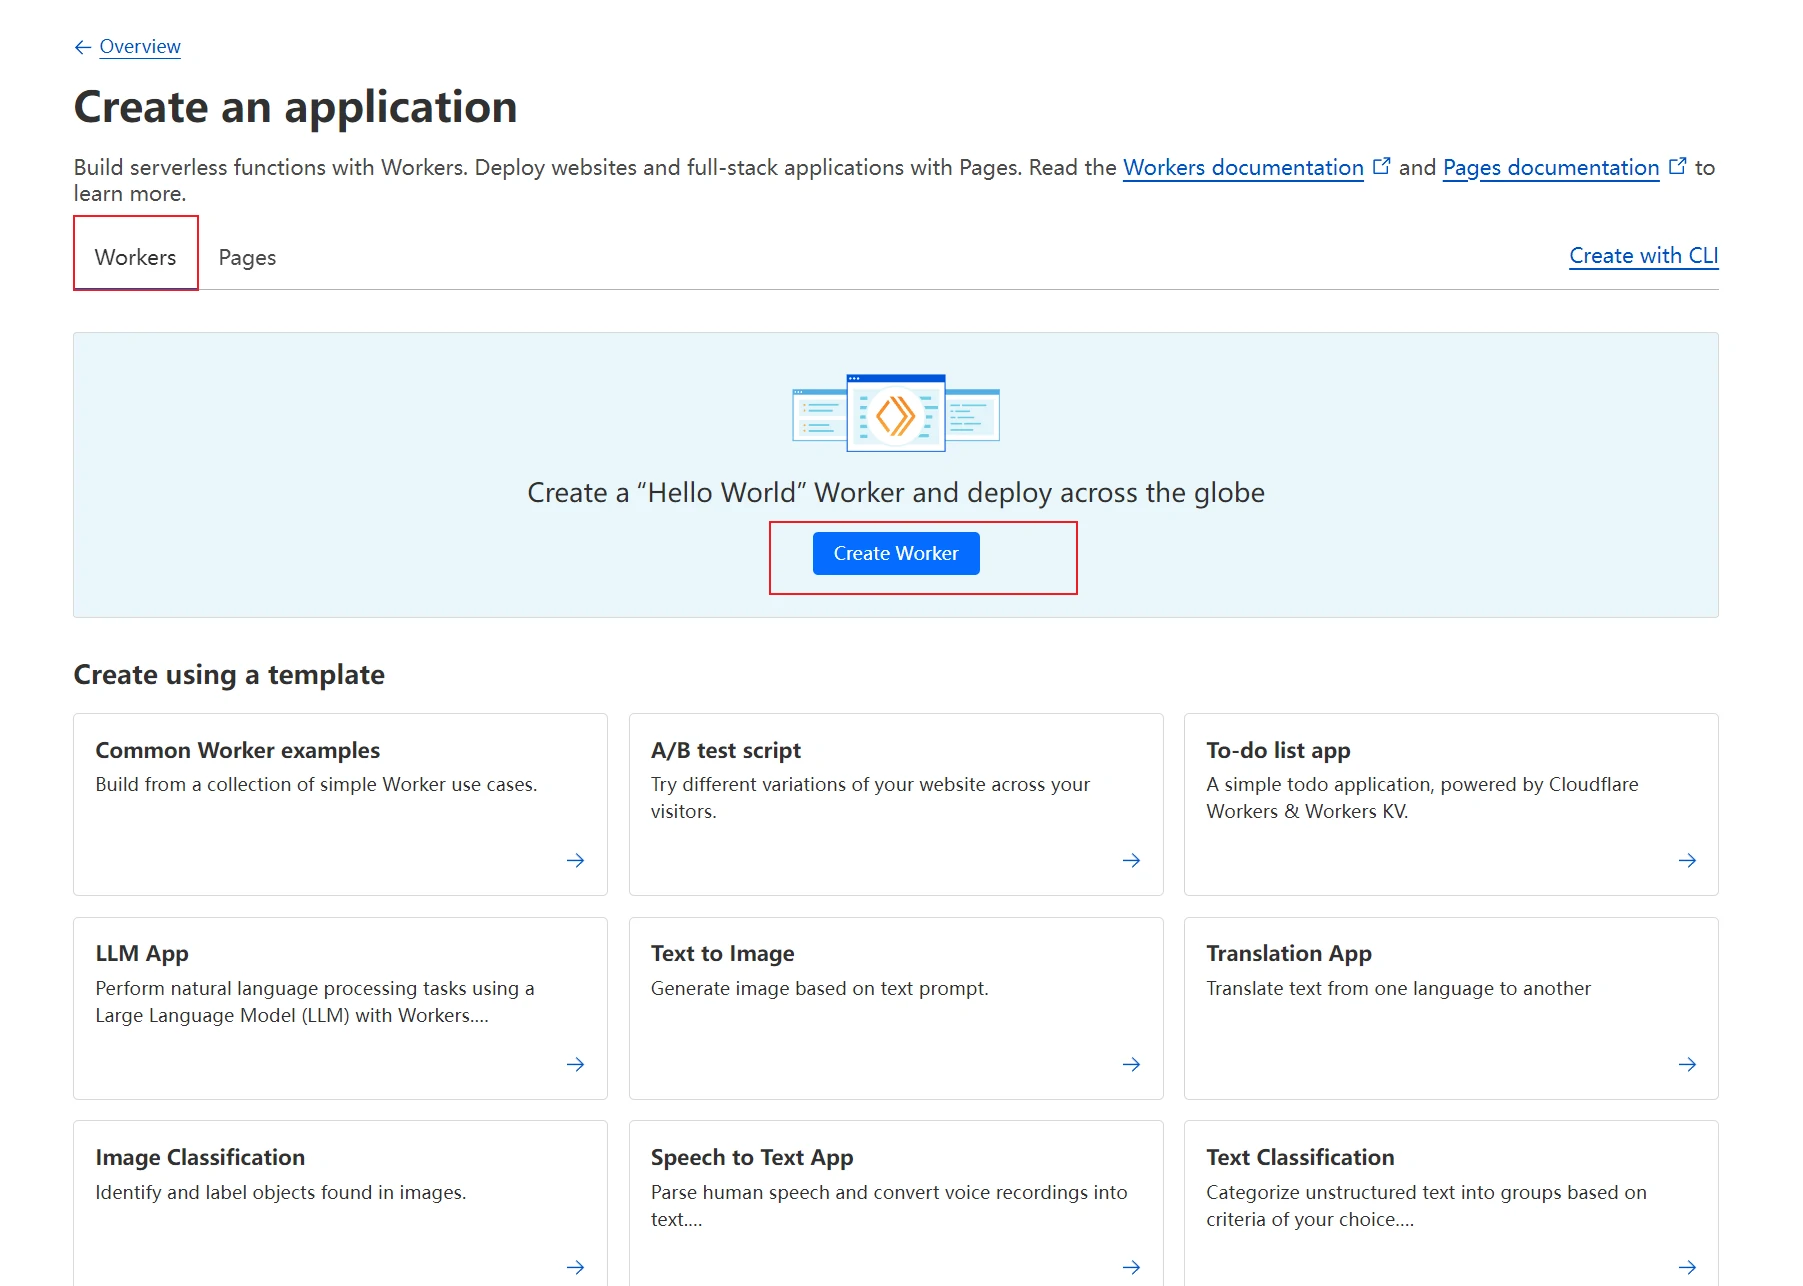 Overview
Create an application
Build serverless functions with Workers. Deploy websites and full-stack applications with Pages. Read the Workers documentation and Pages documentation to
learn more.
Workers Pages Create with CLI
Create a “Hello World” Worker and deploy across the globe
Create Worker
Create using a template
Common Worker examples
Build from a collection of simple Worker use cases.
A/B test script
Try different variations of your website across your
visitors.
To-do list app
A simple todo application, powered by Cloudflare
Workers & Workers KV.
LLM App
Perform natural language processing tasks using a
Large Language Model (LLM) with Workers....
Text to Image
Generate image based on text prompt.
Translation App
Translate text from one language to another
Image Classification
Identify and label objects found in images.
Speech to Text App
Parse human speech and convert voice recordings into
text....
Text Classification
Categorize unstructured text into groups based on
criteria of your choice....